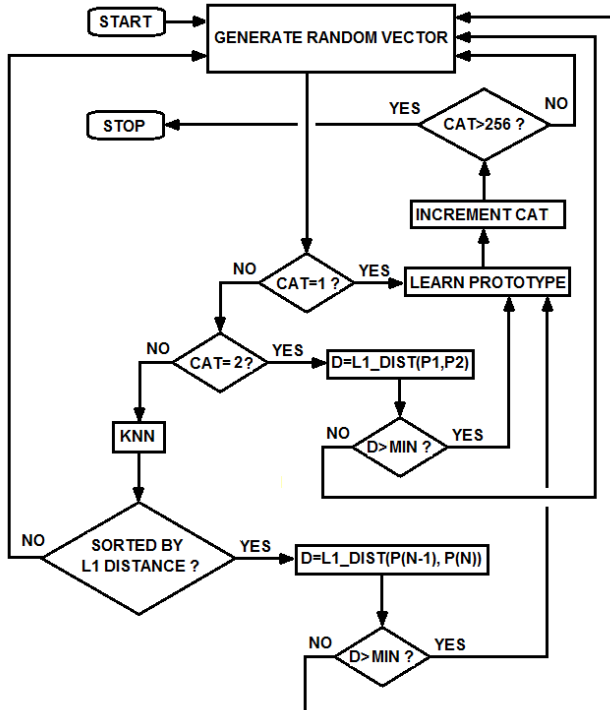 START
GENERATE RANDOM VECTOR
YES
NO
STOP
CAT>256 ?
INCREMENT CAT
NO
YES
CAT=1 ?
LEARN PROTOTYPE
NO
YES
CAT= 2?
D=L1_DIST(P1,P2)
KNN
NO
YES
D>MIN ?
NO
YES
SORTED BY
L1 DISTANCE ?
D=L1_DIST(P(N-1), P(N))
NO
YES
D>MIN ?